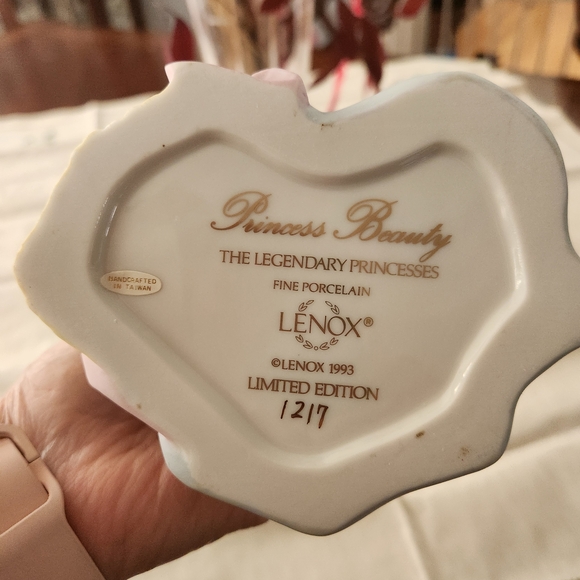 Princess Beauty
THE LEGENDARY PRINCESSES
HANDCRAFTED
IN TAIWAN
FINE PORCELAIN
LENOX®
©LENOX 1993
LIMITED EDITION
1217